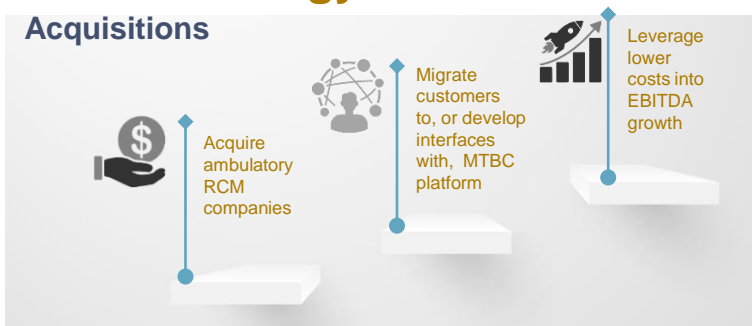 Acquisitions
Acquire
ambulatory
RCM
companies
Migrate
customers
to, or develop
interfaces
with, MTBC
platform
Leverage
lower
costs into
EBITDA
growth